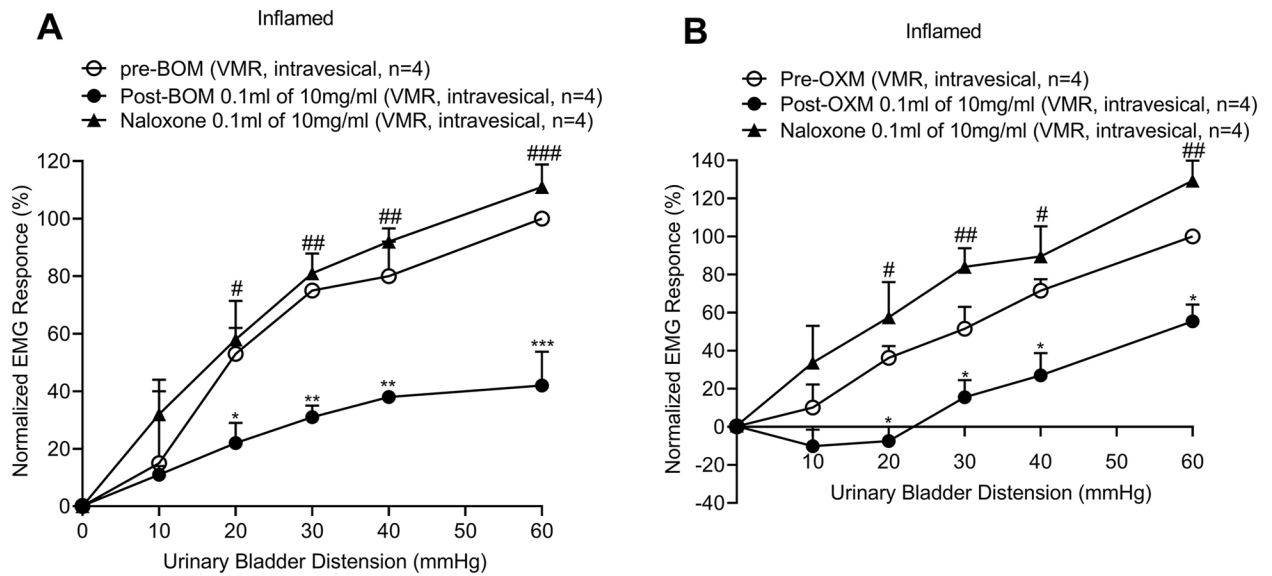 A
Inflamed
pre-BOM (VMR, intravesical, n=4)
Post-BOM 0.1ml of 10mg/ml (VMR, intravesical, n=4)
Naloxone 0.1ml of 10mg/ml (VMR, intravesical, n=4)
Normalized EMG Responce (%)
120
100
80
60
40
20
0
# ## ## ###
* ** ** ***
0 10 20 30 40 50 60
Urinary Bladder Distension (mmHg)
B
Inflamed
Pre-OXM (VMR, intravesical, n=4)
Post-OXM 0.1ml of 10mg/ml (VMR, intravesical, n=4)
Naloxone 0.1ml of 10mg/ml (VMR, intravesical, n=4)
Normalized EMG Responce (%)
140
120
100
80
60
40
20
0
-20
-40
# ## # ##
* * * *
10 20 30 40 60
Urinary Bladder Distension (mmHg)